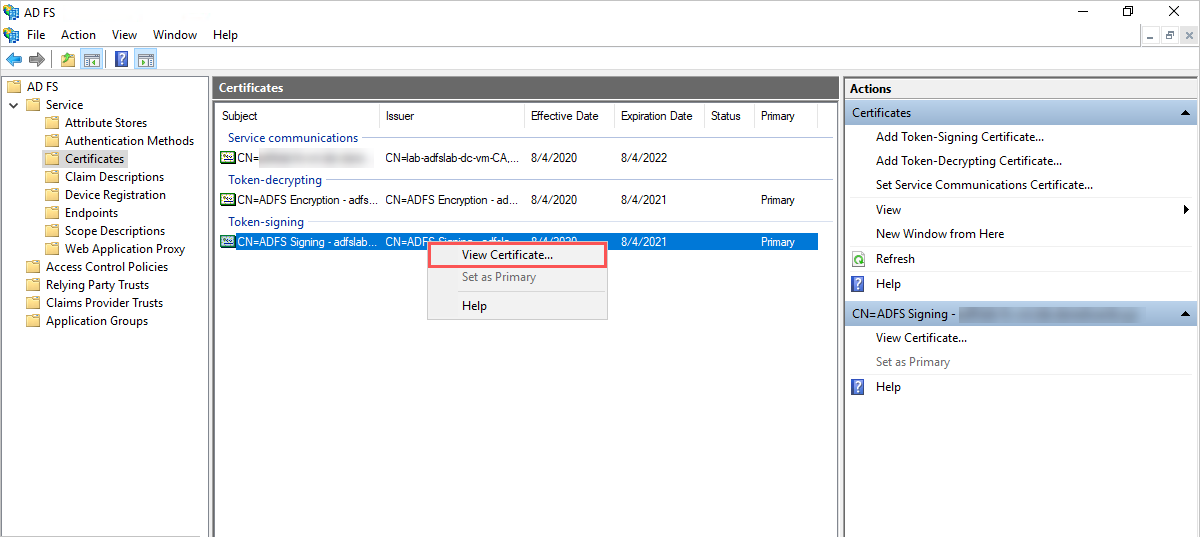 AD FS
File Action View Window Help
AD FS
Service
Attribute Stores
Authentication Methods
Certificates
Claim Descriptions
Device Registration
Endpoints
Scope Descriptions
Web Application Proxy
Access Control Policies
Relying Party Trusts
Claims Provider Trusts
Application Groups
Certificates
Subject Issuer Effective Date Expiration Date Status Primary
Service communications
CN= CN=lab-adfslab-dc-vm-CA,... 8/4/2020 8/4/2022
Token-decrypting
CN=ADFS Encryption - adfs... CN=ADFS Encryption - ad... 8/4/2020 8/4/2021 Primary
Token-signing
CN=ADFS Signing - adfslab... CN=ADFS Signing - adfsla... 8/4/2020 8/4/2021 Primary
View Certificate...
Set as Primary
Help
Actions
Certificates
Add Token-Signing Certificate...
Add Token-Decrypting Certificate...
Set Service Communications Certificate...
View
New Window from Here
Refresh
Help
CN=ADFS Signing -
View Certificate...
Set as Primary
Help